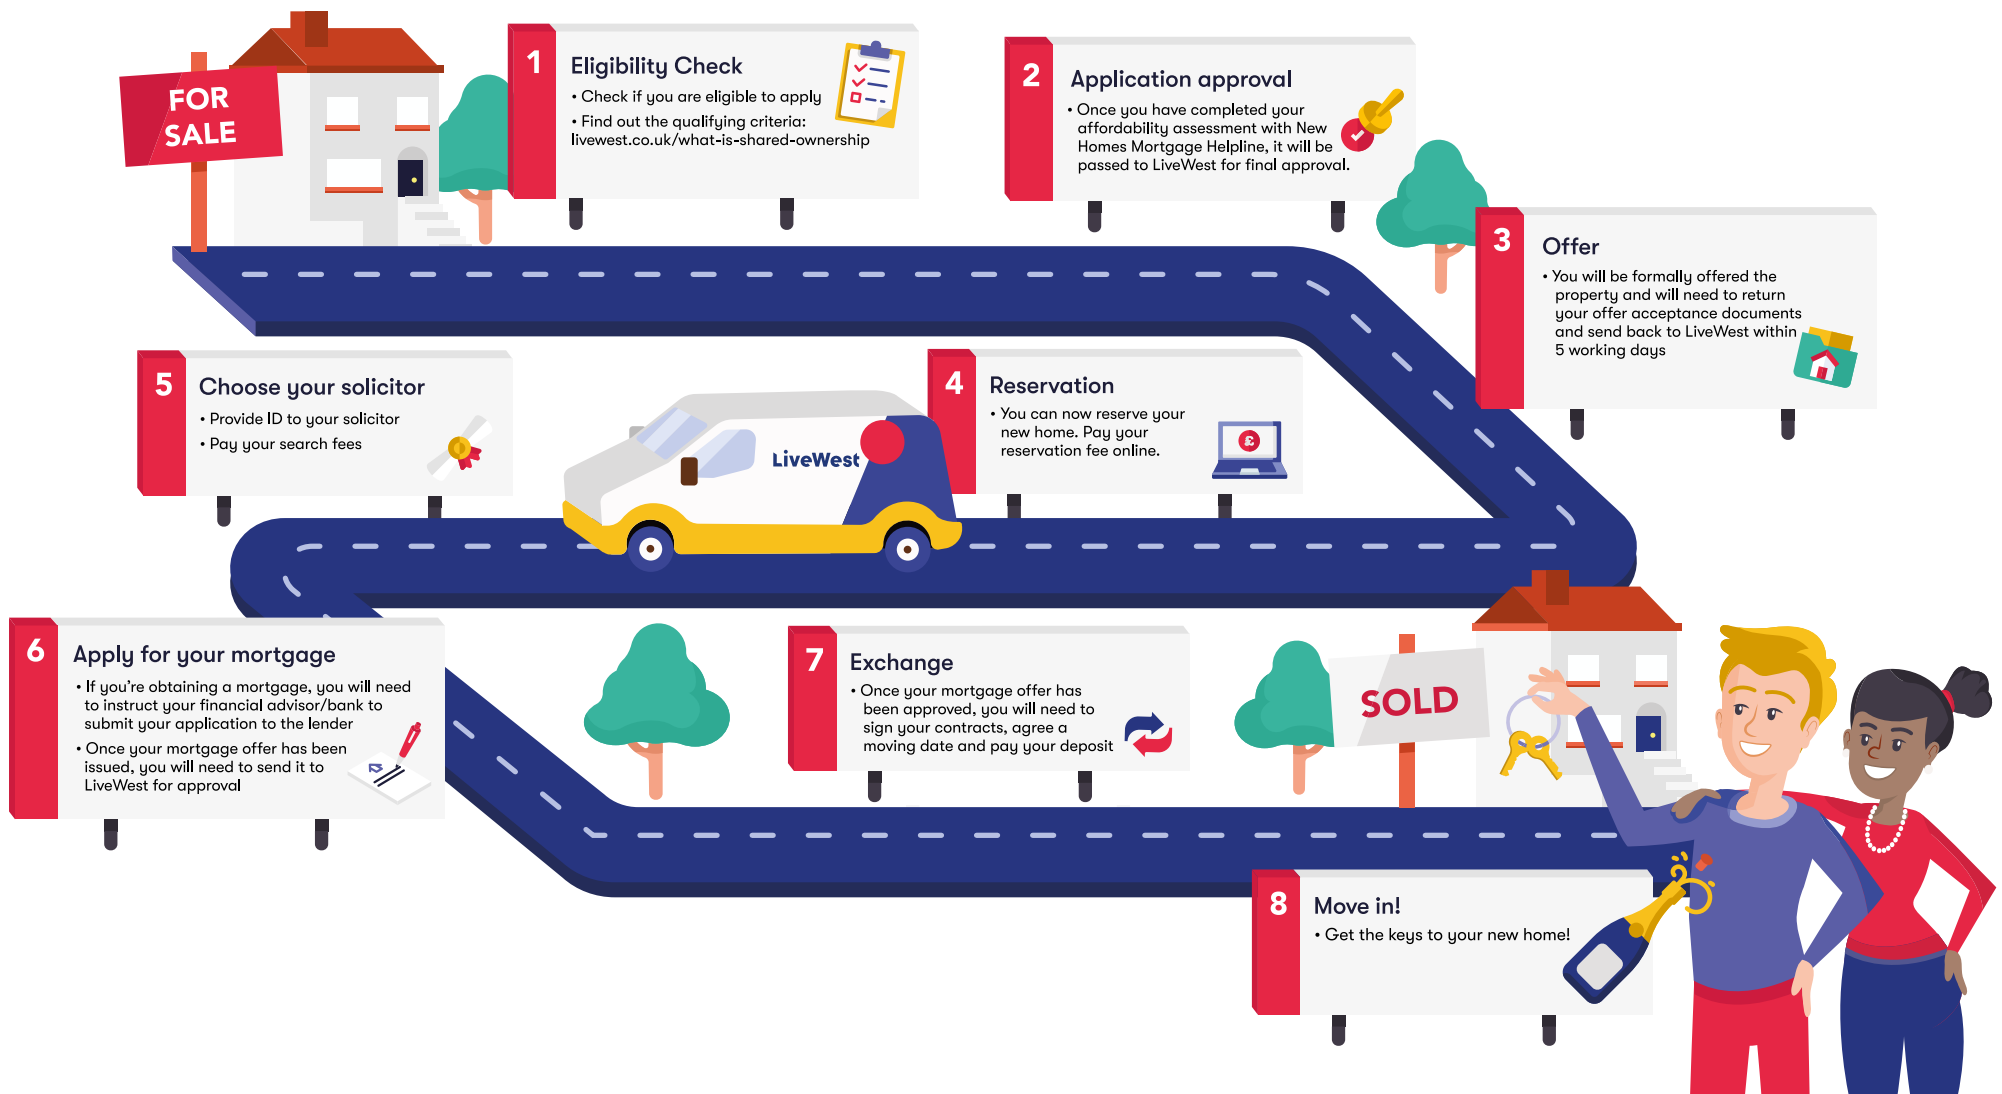 FOR
SALE
1
Eligibility Check
• Check if you are eligible to apply
• Find out the qualifying criteria:
livewest.co.uk/what-is-shared-ownership
2
Application approval
• Once you have completed your
affordability assessment with New
Homes Mortgage Helpline, it will be
passed to LiveWest for final approval.
3
Offer
• You will be formally offered the
property and will need to return
your offer acceptance documents
and send back to LiveWest within
5 working days
4
Reservation
• You can now reserve your
new home. Pay your
reservation fee online.
£
LiveWest
5
Choose your solicitor
• Provide ID to your solicitor
• Pay your search fees
6
Apply for your mortgage
• If you’re obtaining a mortgage, you will need
to instruct your financial advisor/bank to
submit your application to the lender
• Once your mortgage offer has been
issued, you will need to send it to
LiveWest for approval
7
Exchange
• Once your mortgage offer has
been approved, you will need to
sign your contracts, agree a
moving date and pay your deposit
SOLD
8
Move in!
• Get the keys to your new home!